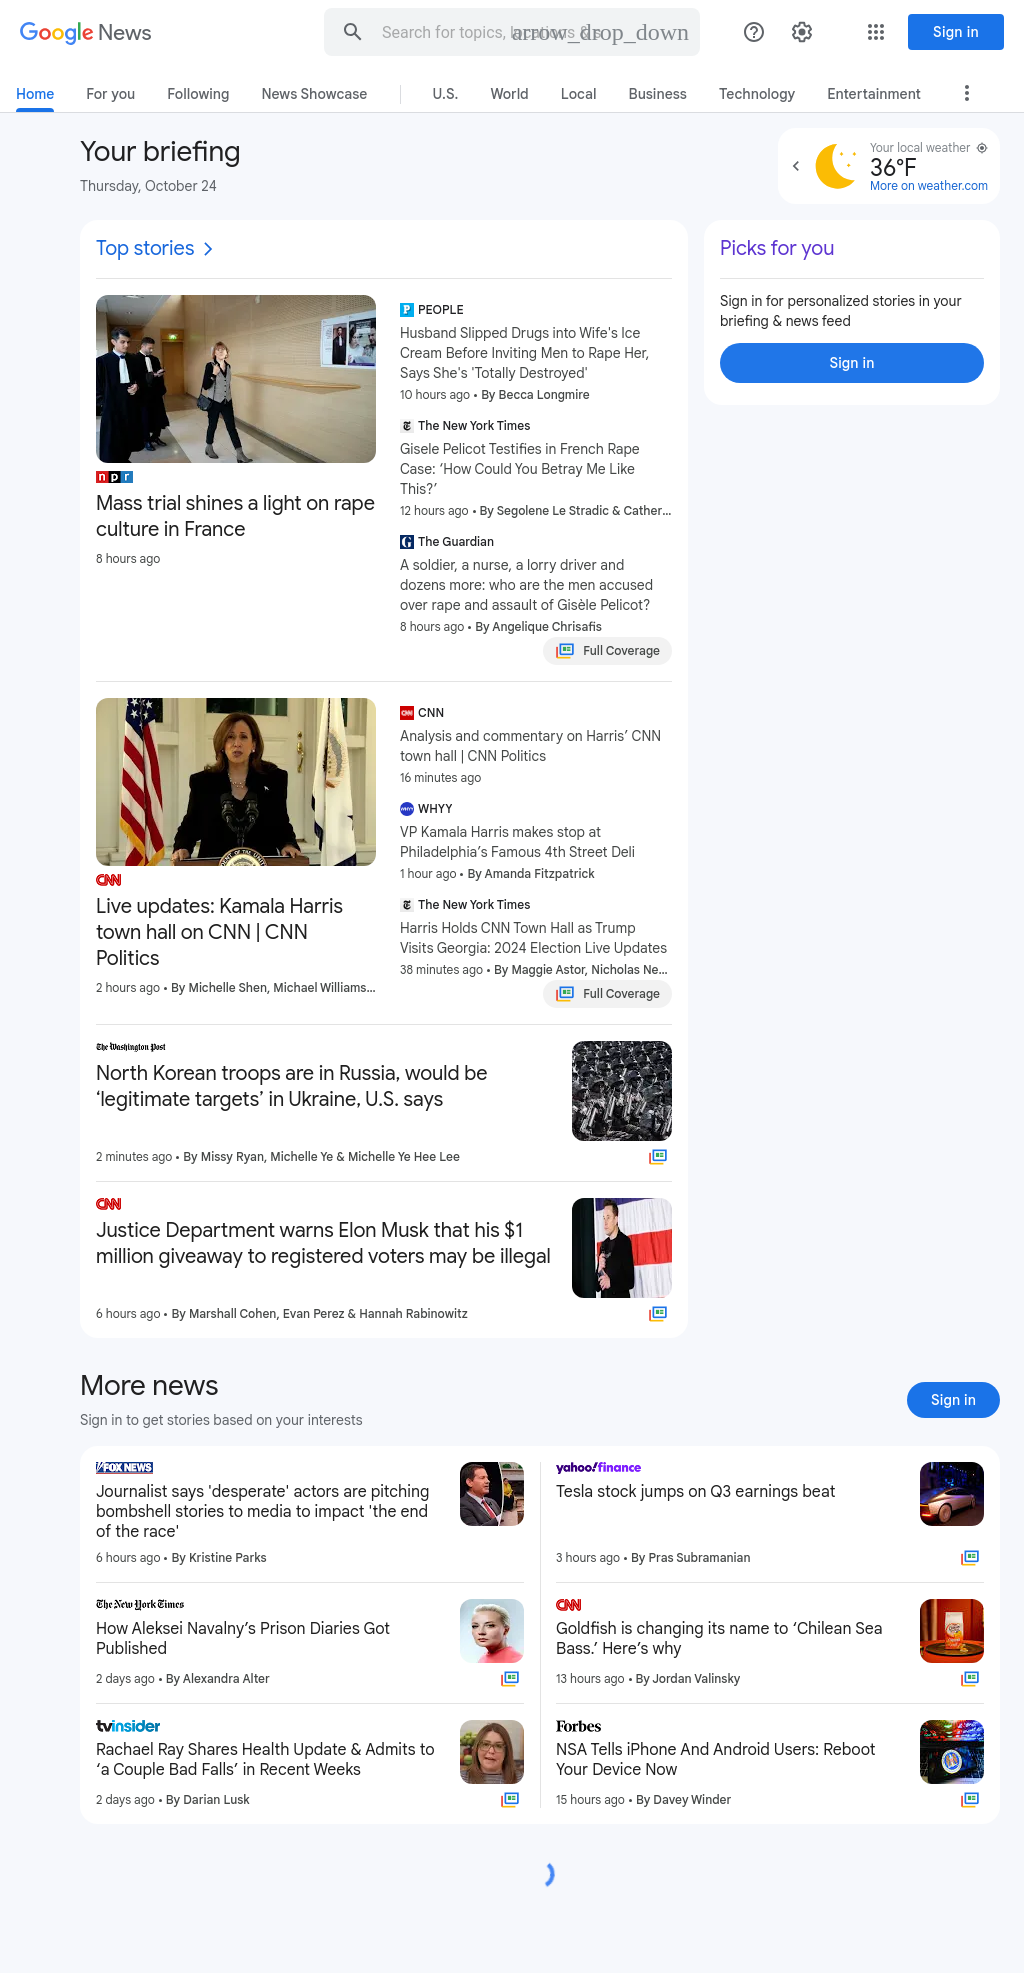 Google News
Search for topics, locations & s
arrow_drop_down
Sign in
Home
For you
Following
News Showcase
U.S.
World
Local
Business
Technology
Entertainment
Your briefing
Thursday, October 24
Your local weather
36°F
More on weather.com
Top stories
npr
Mass trial shines a light on rape
culture in France
8 hours ago
PEOPLE
Husband Slipped Drugs into Wife's Ice
Cream Before Inviting Men to Rape Her,
Says She's 'Totally Destroyed'
10 hours ago • By Becca Longmire
The New York Times
Gisele Pelicot Testifies in French Rape
Case: ‘How Could You Betray Me Like
This?’
12 hours ago • By Segolene Le Stradic & Cather...
The Guardian
A soldier, a nurse, a lorry driver and
dozens more: who are the men accused
over rape and assault of Gisèle Pelicot?
8 hours ago • By Angelique Chrisafis
Full Coverage
Picks for you
Sign in for personalized stories in your
briefing & news feed
Sign in
CNN
Live updates: Kamala Harris
town hall on CNN | CNN
Politics
2 hours ago • By Michelle Shen, Michael Williams...
CNN
Analysis and commentary on Harris’ CNN
town hall | CNN Politics
16 minutes ago
WHYY
VP Kamala Harris makes stop at
Philadelphia’s Famous 4th Street Deli
1 hour ago • By Amanda Fitzpatrick
The New York Times
Harris Holds CNN Town Hall as Trump
Visits Georgia: 2024 Election Live Updates
38 minutes ago • By Maggie Astor, Nicholas Ne...
Full Coverage
The Washington Post
North Korean troops are in Russia, would be
‘legitimate targets’ in Ukraine, U.S. says
2 minutes ago • By Missy Ryan, Michelle Ye & Michelle Ye Hee Lee
CNN
Justice Department warns Elon Musk that his $1
million giveaway to registered voters may be illegal
6 hours ago • By Marshall Cohen, Evan Perez & Hannah Rabinowitz
More news
Sign in to get stories based on your interests
Sign in
FOX NEWS
Journalist says 'desperate' actors are pitching
bombshell stories to media to impact 'the end
of the race'
6 hours ago • By Kristine Parks
yahoo!finance
Tesla stock jumps on Q3 earnings beat
3 hours ago • By Pras Subramanian
The New York Times
How Aleksei Navalny’s Prison Diaries Got
Published
2 days ago • By Alexandra Alter
CNN
Goldfish is changing its name to ‘Chilean Sea
Bass.’ Here’s why
13 hours ago • By Jordan Valinsky
tvinsider
Rachael Ray Shares Health Update & Admits to
‘a Couple Bad Falls’ in Recent Weeks
2 days ago • By Darian Lusk
Forbes
NSA Tells iPhone And Android Users: Reboot
Your Device Now
15 hours ago • By Davey Winder